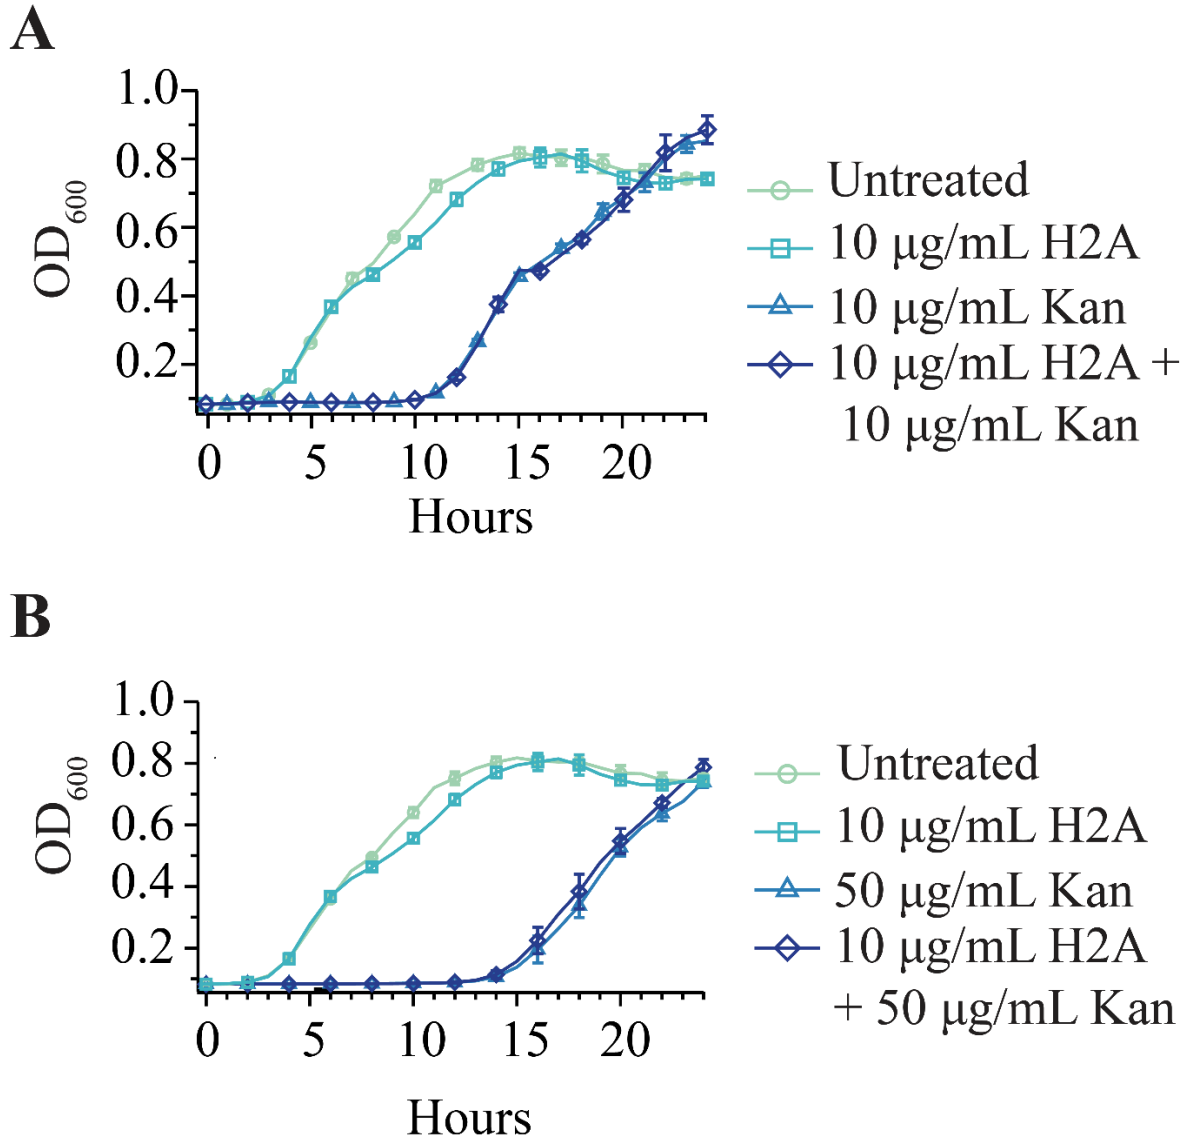 A
1.0
0.8
0.6
0.4
0.2
OD600
0 5 10 15 20
Hours
Untreated
10 μg/mL H2A
10 μg/mL Kan
10 μg/mL H2A +
10 μg/mL Kan
B
1.0
0.8
0.6
0.4
0.2
OD600
0 5 10 15 20
Hours
Untreated
10 μg/mL H2A
50 μg/mL Kan
10 μg/mL H2A
+ 50 μg/mL Kan